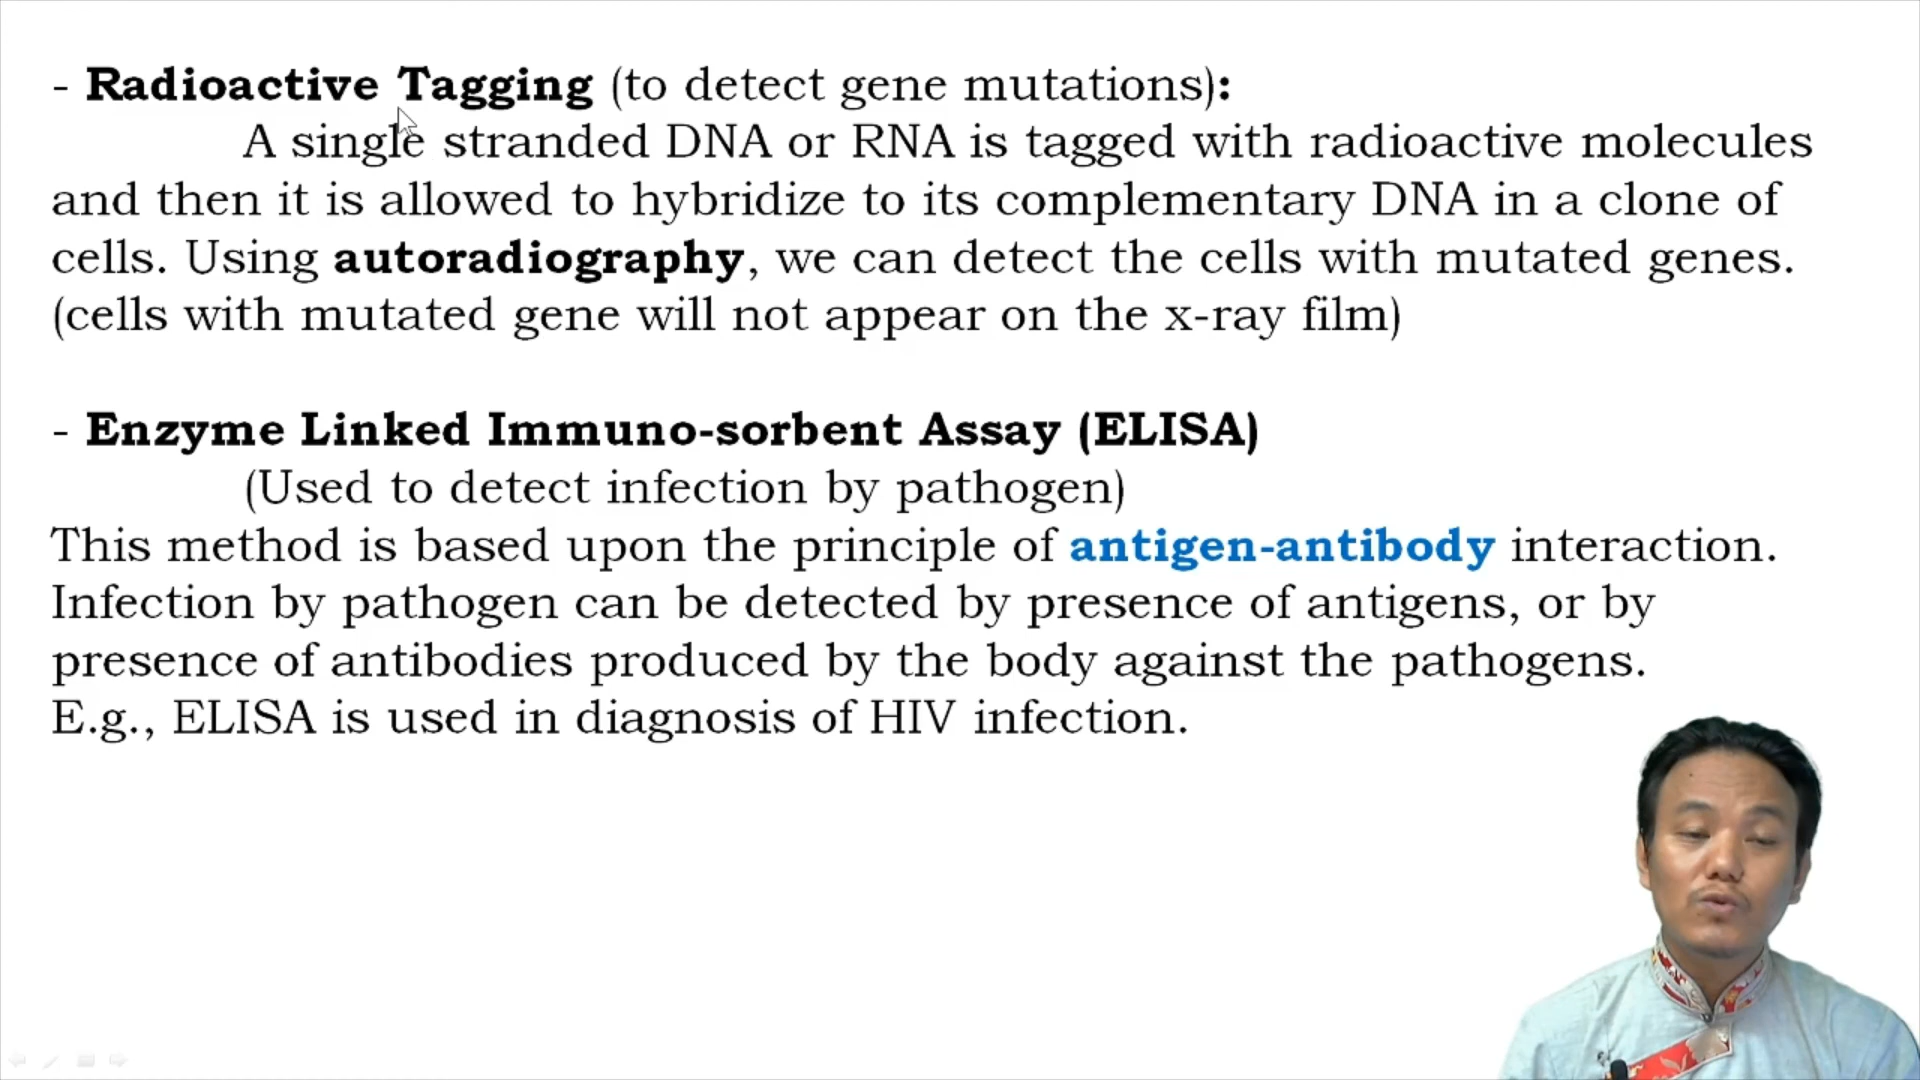 - Radioactive Tagging (to detect gene mutations):
A single stranded DNA or RNA is tagged with radioactive molecules
and then it is allowed to hybridize to its complementary DNA in a clone of
cells. Using autoradiography, we can detect the cells with mutated genes.
(cells with mutated gene will not appear on the x-ray film)
- Enzyme Linked Immuno-sorbent Assay (ELISA)
(Used to detect infection by pathogen)
This method is based upon the principle of antigen-antibody interaction.
Infection by pathogen can be detected by presence of antigens, or by
presence of antibodies produced by the body against the pathogens.
E.g., ELISA is used in diagnosis of HIV infection.